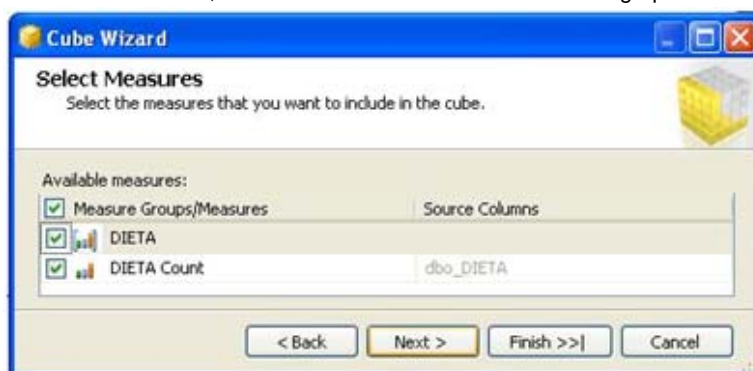 Cube Wizard
Select Measures
Select the measures that you want to include in the cube.
Available measures:
Measure Groups/Measures Source Columns
DIETA
DIETA Count dbo_DIETA
< Back Next > Finish >>| Cancel